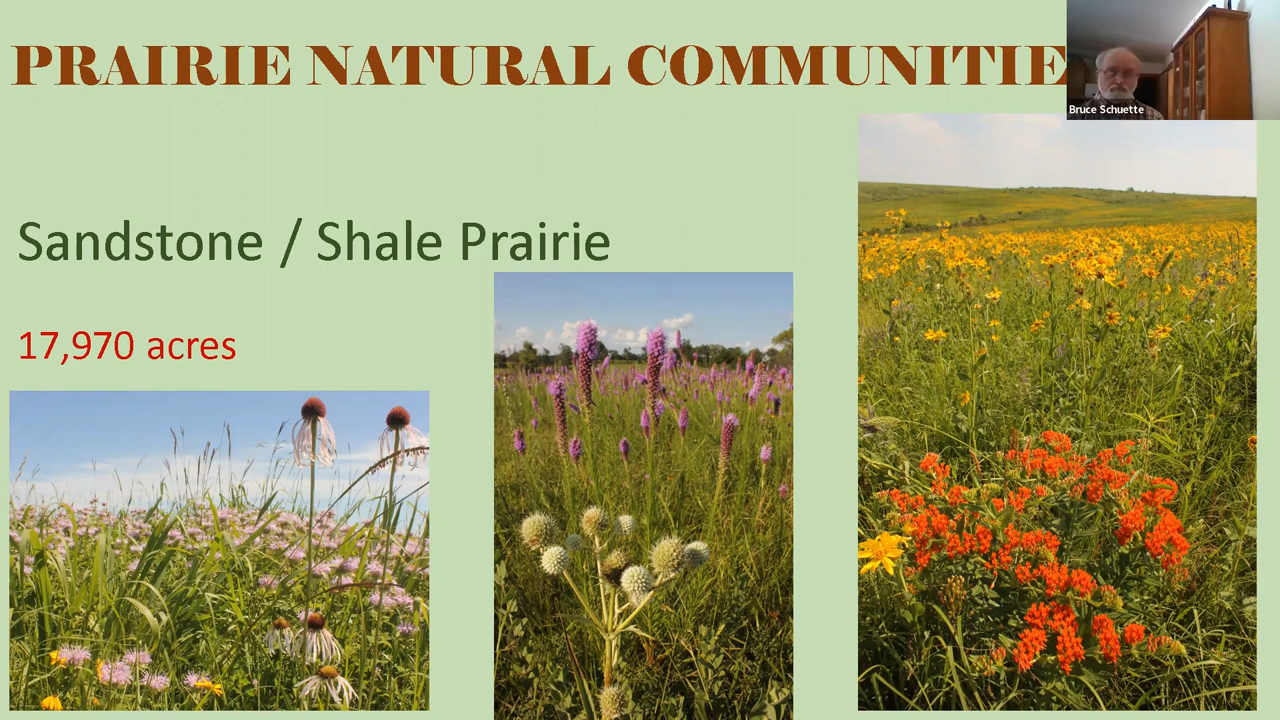 PRAIRIE NATURAL COMMUNITIE
Bruce Schuette
Sandstone / Shale Prairie
17,970 acres